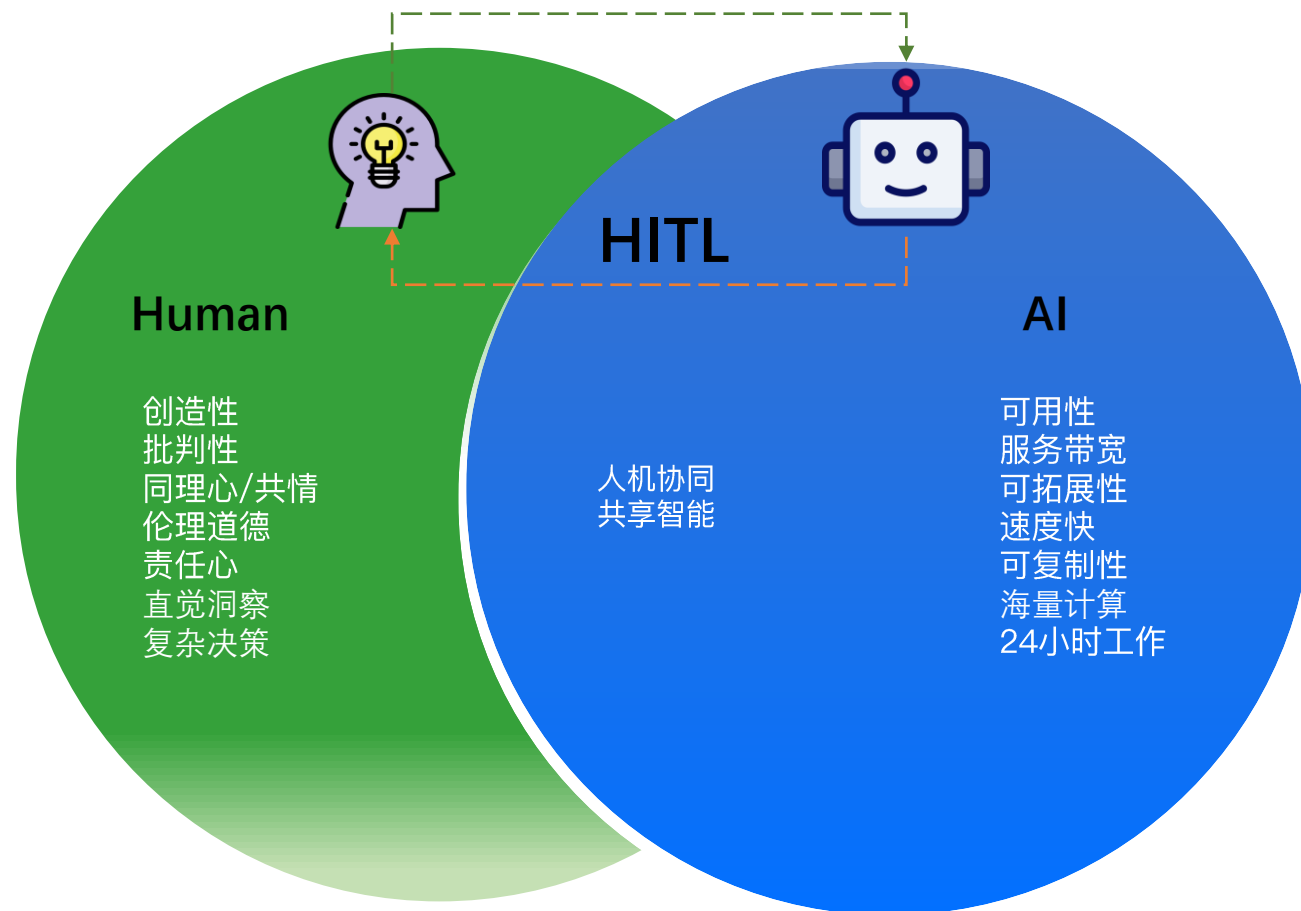 HITL
Human
创造性
批判性
同理心/共情
伦理道德
责任心
直觉洞察
复杂决策
人机协同
共享智能
AI
可用性
服务带宽
可拓展性
速度快
可复制性
海量计算
24小时工作